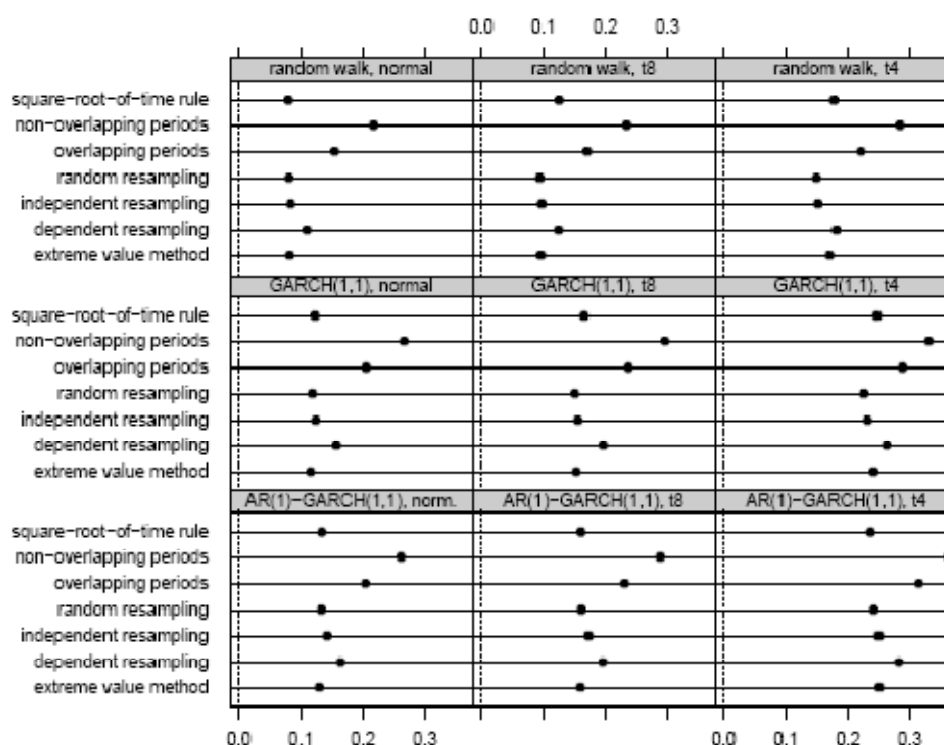 0.0 0.1 0.2 0.3
random walk, normal random walk, t8 random walk, t4
square-root-of-time rule
non-overlapping periods
overlapping periods
random resampling
independent resampling
dependent resampling
extreme value method
GARCH(1,1), normal GARCH(1,1), t8 GARCH(1,1), t4
square-root-of-time rule
non-overlapping periods
overlapping periods
random resampling
independent resampling
dependent resampling
extreme value method
AR(1)-GARCH(1,1), norm. AR(1)-GARCH(1,1), t8 AR(1)-GARCH(1,1), t4
square-root-of-time rule
non-overlapping periods
overlapping periods
random resampling
independent resampling
dependent resampling
extreme value method
0.0 0.1 0.2 0.3 0.0 0.1 0.2 0.3